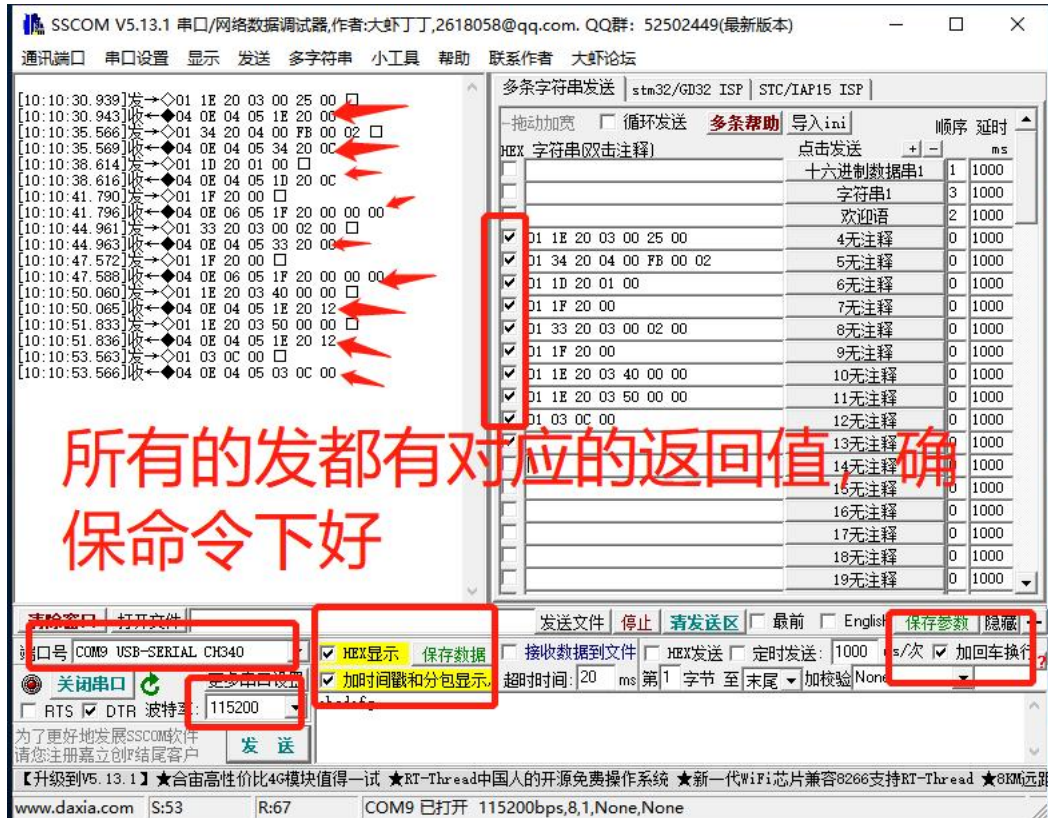 SSCOM V5.13.1 串口/网络数据调试器,作者:大虾丁丁,2618058@qq.com. QQ群: 52502449(最新版本)
通讯端口 串口设置 显示 发送 多字符串 小工具 帮助 联系作者 大虾论坛
[10:10:30.939]发→◇01 1E 20 03 00 25 00 □
[10:10:30.943]收←◆04 0E 04 05 1E 20 00
[10:10:35.566]发→◇01 34 20 04 00 FB 00 02 □
[10:10:35.569]收←◆04 0E 04 05 34 20 0C
[10:10:38.614]发→◇01 1D 20 01 00 □
[10:10:38.616]收←◆04 0E 04 05 1D 20 0C
[10:10:41.790]发→◇01 1F 20 00 □
[10:10:41.796]收←◆04 0E 06 05 1F 20 00 00 00
[10:10:44.961]发→◇01 33 20 03 00 02 00 □
[10:10:44.963]收←◆04 0E 04 05 33 20 00
[10:10:47.572]发→◇01 1F 20 00 □
[10:10:47.588]收←◆04 0E 06 05 1F 20 00 00 00
[10:10:50.060]发→◇01 1E 20 03 40 00 00 □
[10:10:50.065]收←◆04 0E 04 05 1E 20 12
[10:10:51.833]发→◇01 1E 20 03 50 00 00 □
[10:10:51.836]收←◆04 0E 04 05 1E 20 12
[10:10:53.563]发→◇01 03 0C 00 □
[10:10:53.566]收←◆04 0E 04 05 03 0C 00
所有的发都有对应的返回值,确
保命令下好
多条字符串发送 stm32/GD32 ISP STC/IAP15 ISP
拖动加宽 循环发送 多条帮助 导入ini 顺序 延时
HEX 字符串(双击注释) 点击发送 + - ms
十六进制数据串1 1 1000
字符串1 3 1000
欢迎语 2 1000
01 1E 20 03 00 25 00 4无注释 0 1000
01 34 20 04 00 FB 00 02 5无注释 0 1000
01 1D 20 01 00 6无注释 0 1000
01 1F 20 00 7无注释 0 1000
01 33 20 03 00 02 00 8无注释 0 1000
01 1F 20 00 9无注释 0 1000
01 1E 20 03 40 00 00 10无注释 0 1000
01 1E 20 03 50 00 00 11无注释 0 1000
01 03 0C 00 12无注释 0 1000
13无注释 0 1000
14无注释 0 1000
15无注释 0 1000
16无注释 0 1000
17无注释 0 1000
18无注释 0 1000
19无注释 0 1000
清除窗口 打开文件 发送文件 停止 清发送区 最前 English 保存参数 隐藏
端口号 COM9 USB-SERIAL CH340 HEX显示 保存数据 接收数据到文件 HEX发送 定时发送: 1000 ms/次 加回车换行
关闭串口 更多串口设置 加时间戳和分包显示, 超时时间: 20 ms 第1 字节 至 末尾 加校验 None
RTS DTR 波特率: 115200
为了更好地发展SSCOM软件
请您注册嘉立创F结尾客户
发 送
【升级到V5.13.1】★合宙高性价比4G模块值得一试 ★RT-Thread中国人的开源免费操作系统 ★新一代WiFi芯片兼容8266支持RT-Thread ★8KM远距
www.daxia.com S:53 R:67 COM9 已打开 115200bps,8,1,None,None